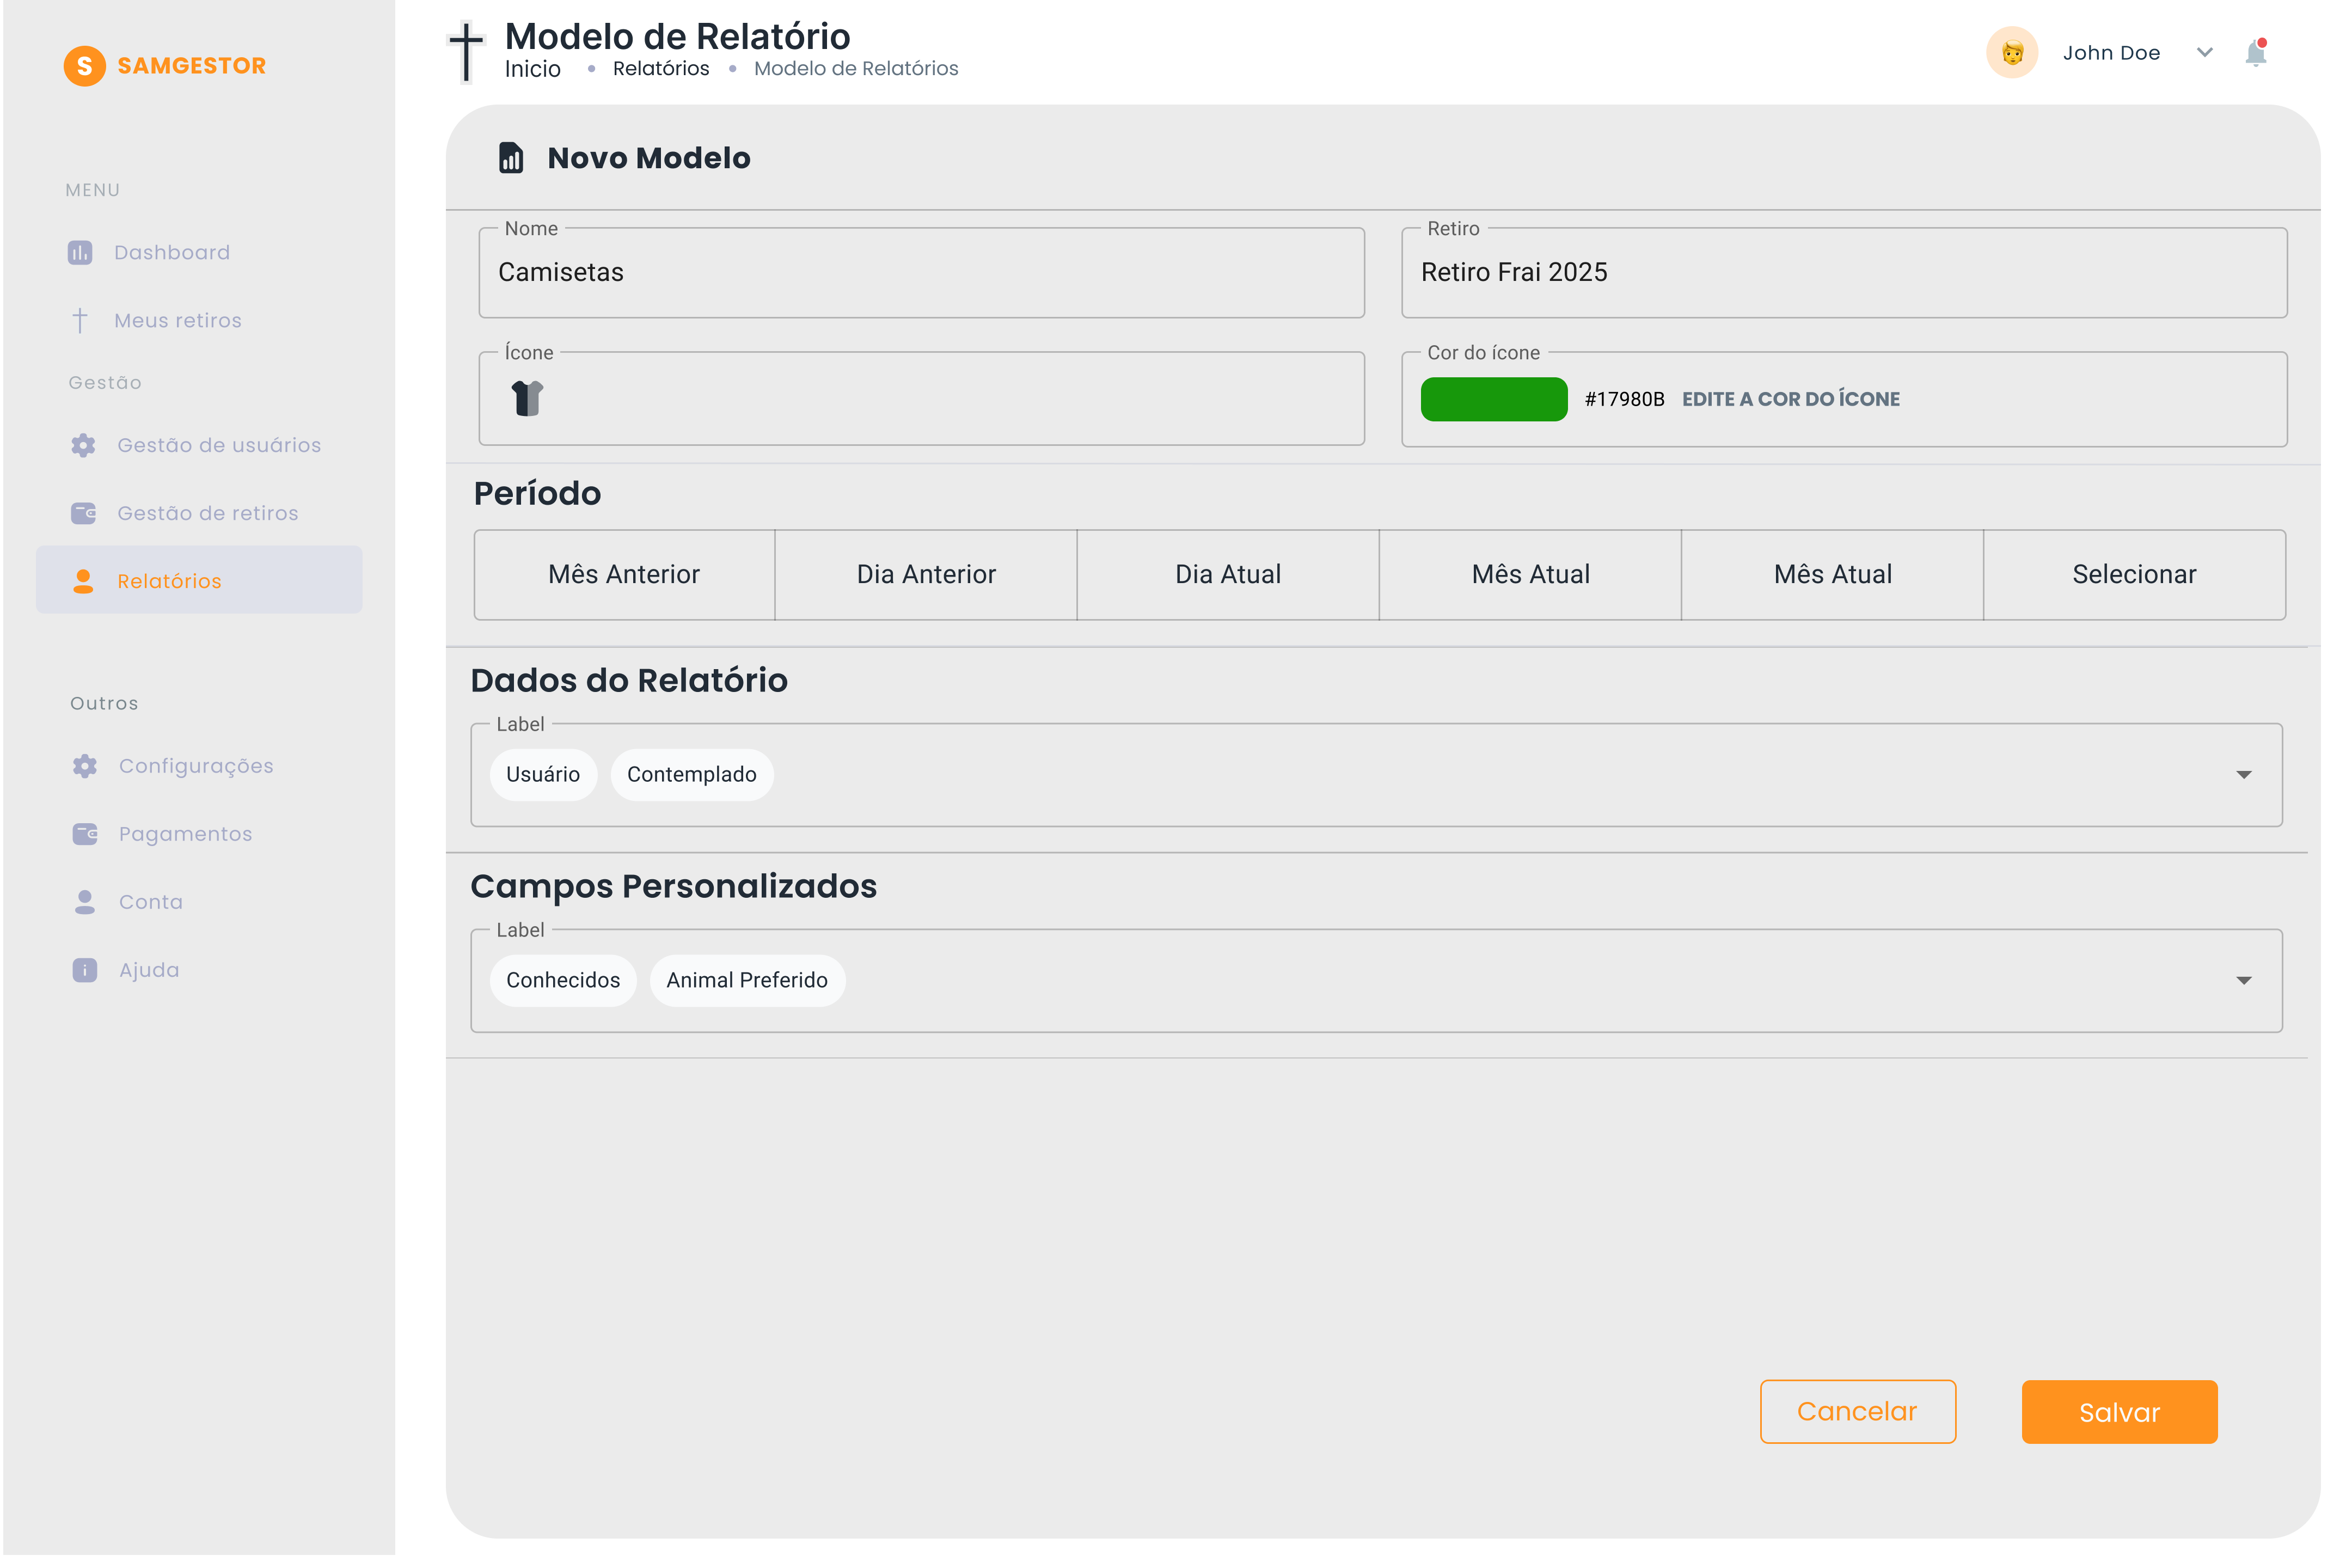 S SAMGESTOR
MENU
Dashboard
Meus retiros
Gestão
Gestão de usuários
Gestão de retiros
Relatórios
Outros
Configurações
Pagamentos
Conta
Ajuda
Modelo de Relatório
Inicio • Relatórios • Modelo de Relatórios
John Doe
Novo Modelo
Nome
Camisetas
Retiro
Retiro Frai 2025
Ícone
Cor do ícone
#17980B EDITE A COR DO ÍCONE
Período
Mês Anterior Dia Anterior Dia Atual Mês Atual Mês Atual Selecionar
Dados do Relatório
Label
Usuário Contemplado
Campos Personalizados
Label
Conhecidos Animal Preferido
Cancelar Salvar